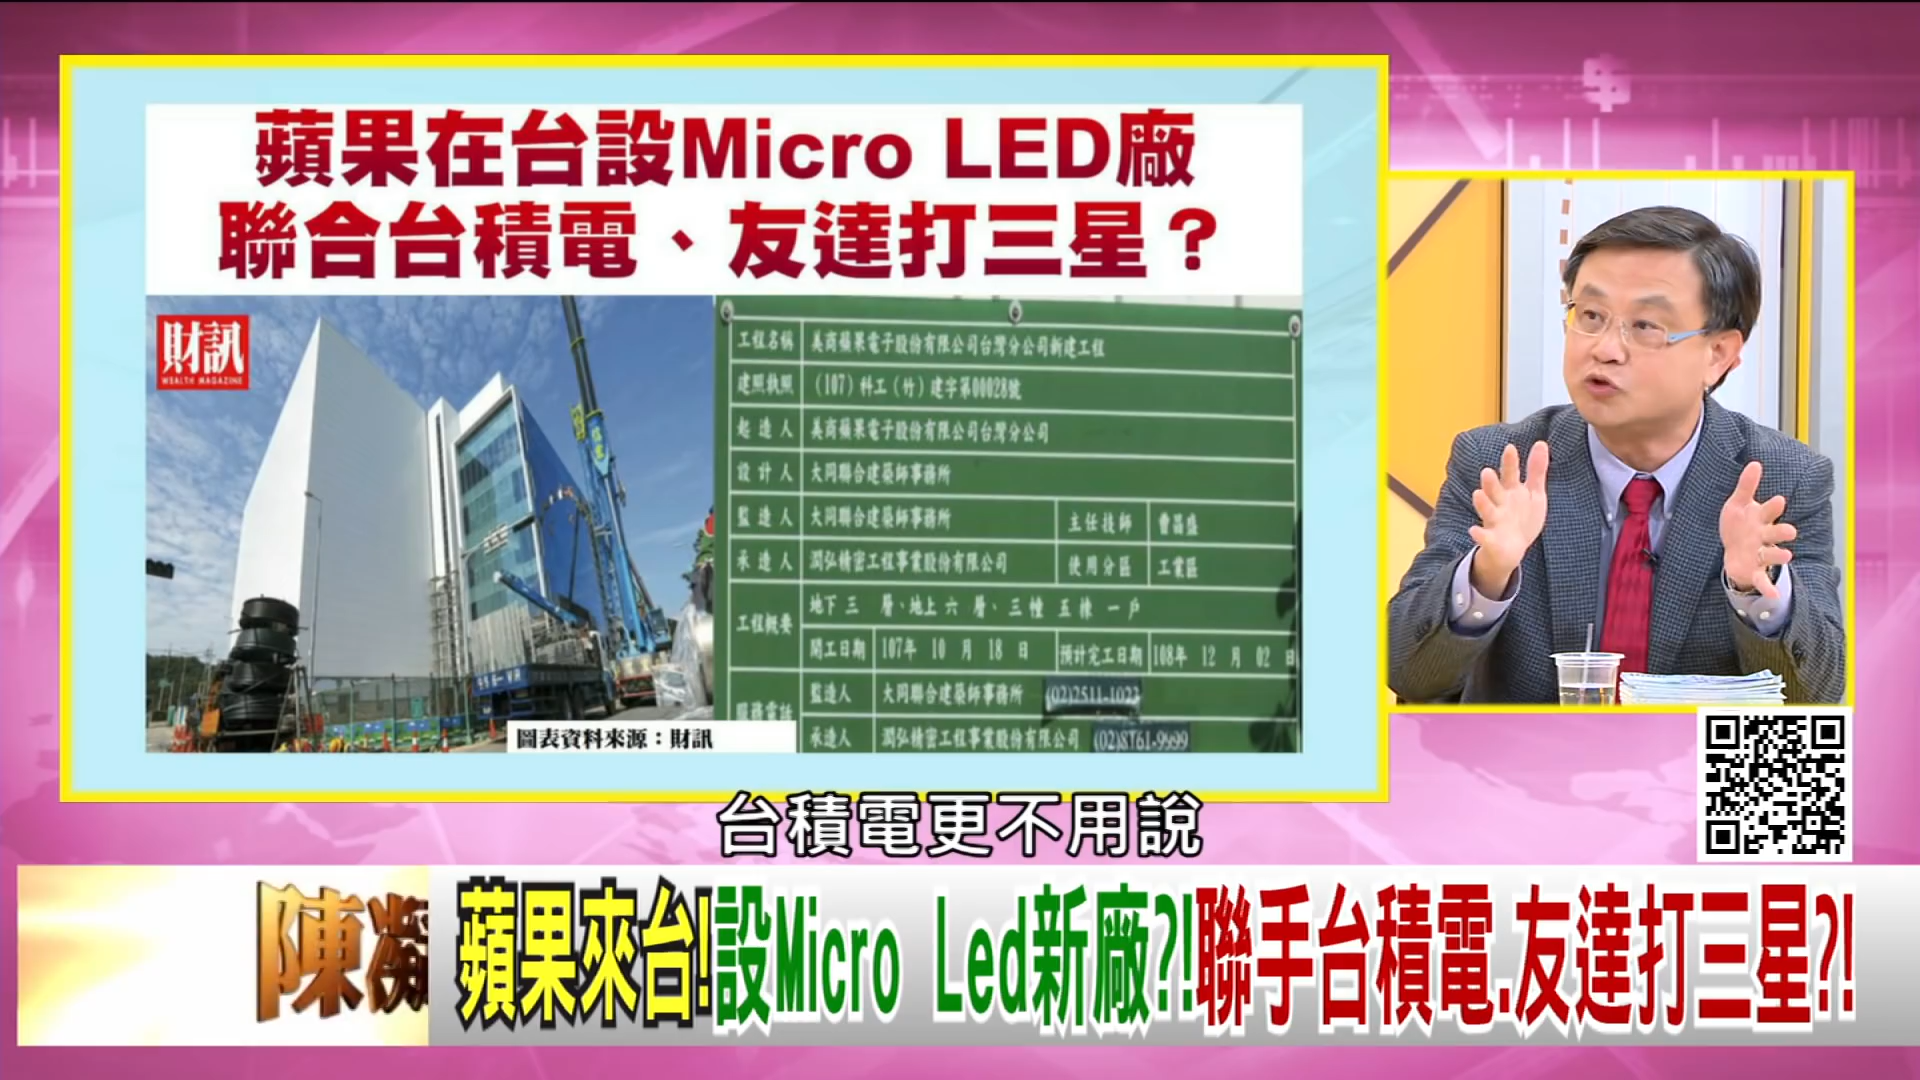 蘋果在台設Micro LED廠
聯合台積電、友達打三星？
財訊
WEALTH MAGAZINE
工程名稱 美商蘋果電子股份有限公司台灣分公司新建工程
建照執照 (107)科工(竹)建字第00028號
起造人 美商蘋果電子股份有限公司台灣分公司
設計人 大同聯合建築師事務所
監造人 大同聯合建築師事務所 主任技師 曹昌盛
承造人 潤弘精密工程事業股份有限公司 使用分區 工業區
工程概要 地下三層、地上六層、三幢五棟一戶
開工日期 107年10月18日 預計完工日期 108年12月02日
服務電話 監造人 大同聯合建築師事務所 (02)2511-1022
承造人 潤弘精密工程事業股份有限公司 (02)8761-9999
圖表資料來源：財訊
台積電更不用說
陳凝
蘋果來台!設Micro Led新廠?!聯手台積電.友達打三星?!